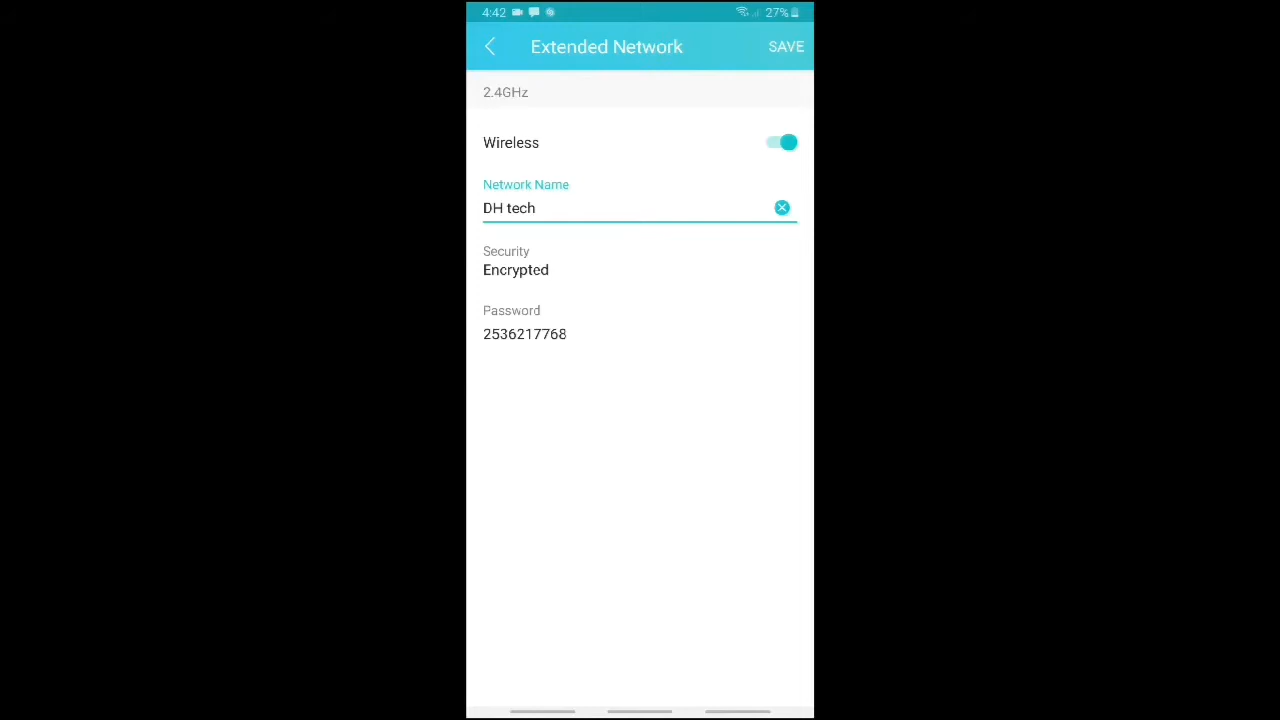 4:42 27%
Extended Network SAVE
2.4GHz
Wireless
Network Name
DH tech
Security
Encrypted
Password
2536217768